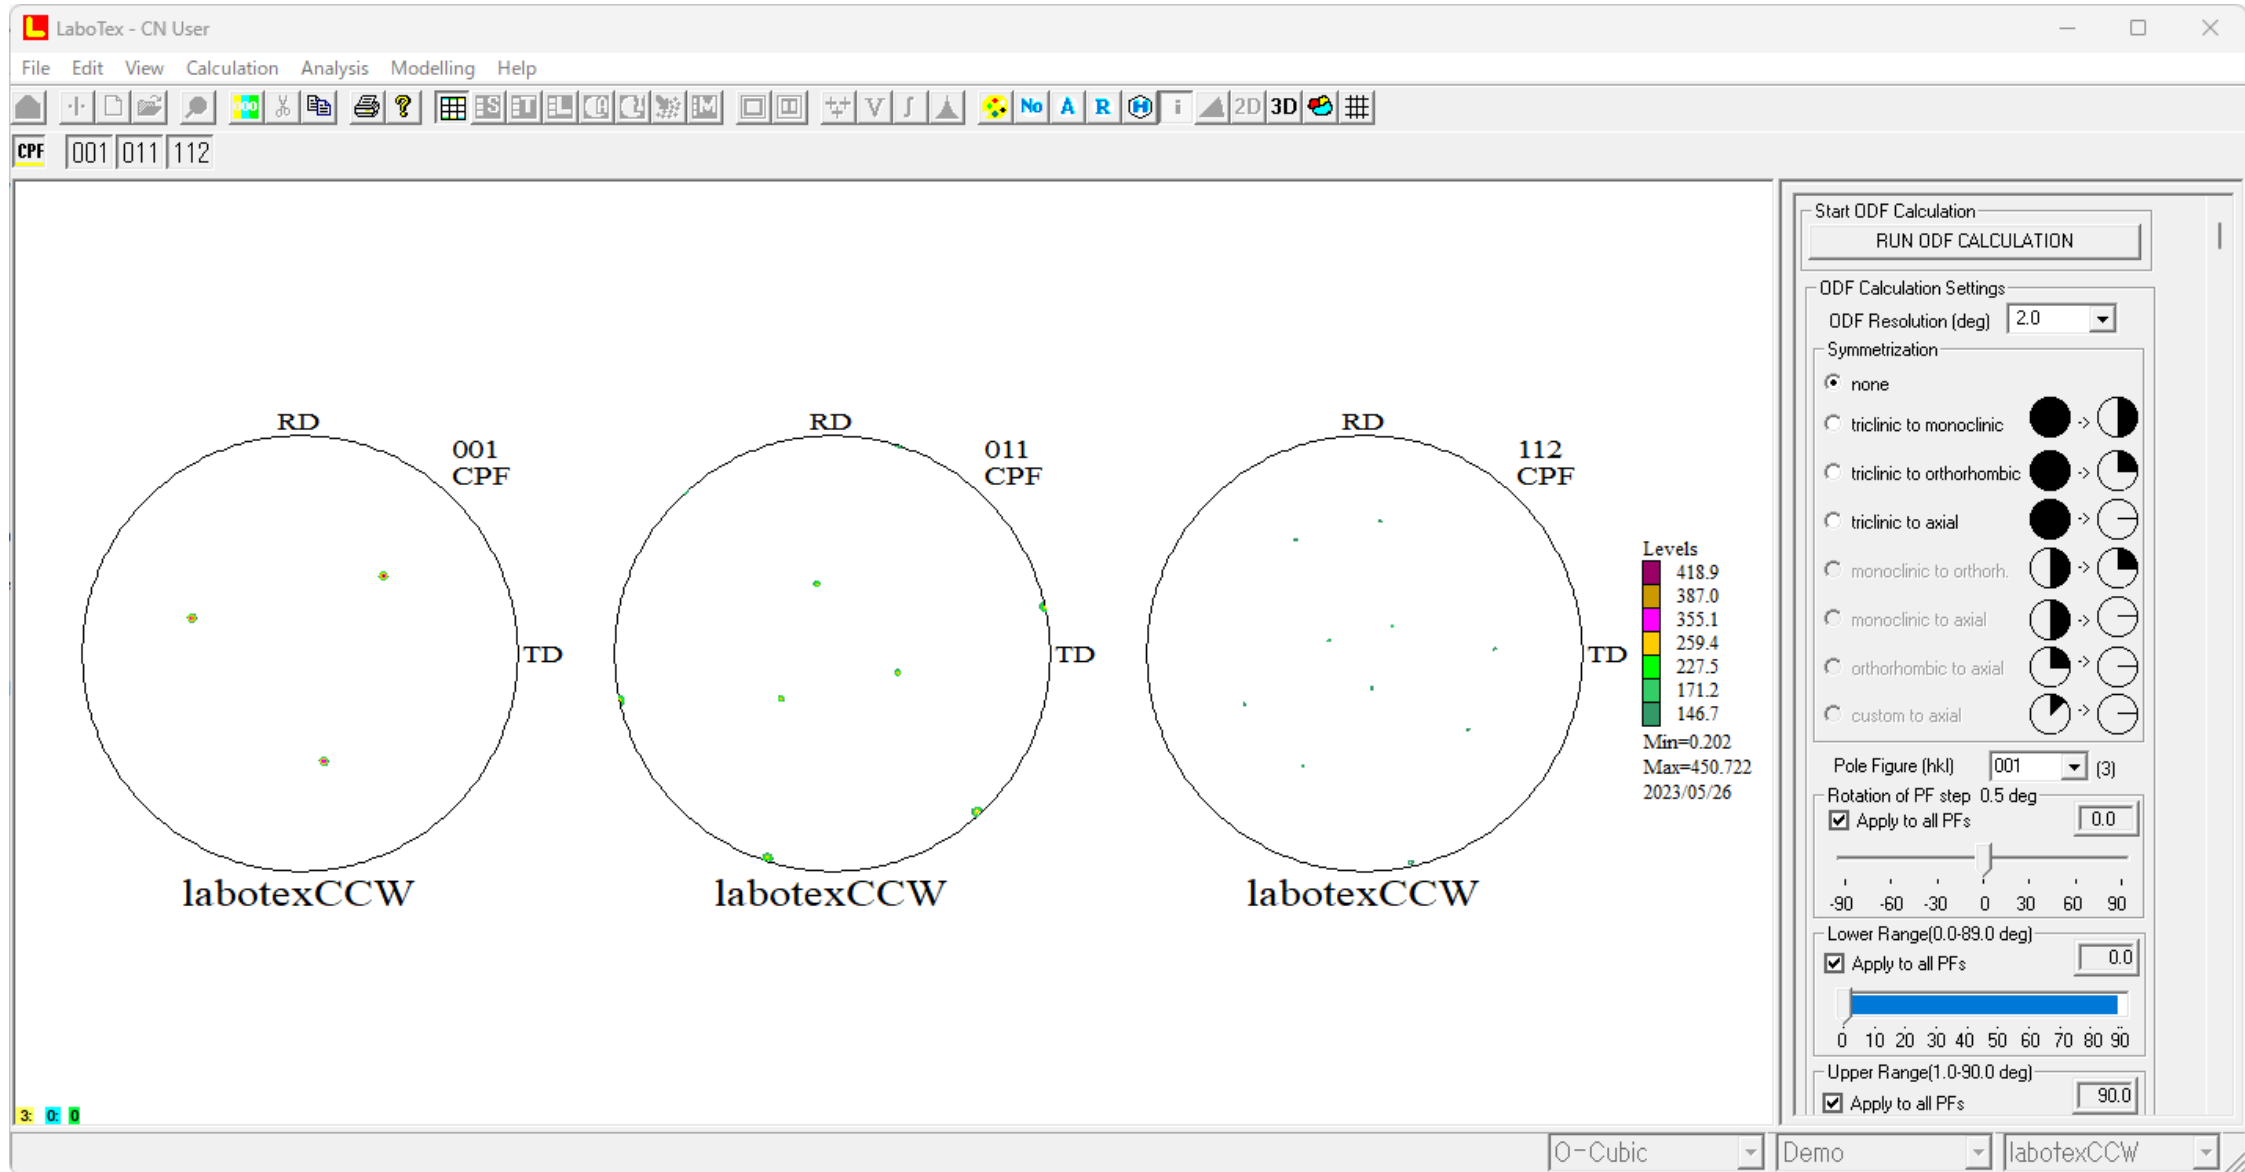 LaboTex - CN User
File Edit View Calculation Analysis Modelling Help
No A R i 2D 3D
CPF 001 011 112
RD
001
CPF
TD
labotexCCW
RD
011
CPF
TD
labotexCCW
RD
112
CPF
TD
labotexCCW
Levels
418.9
387.0
355.1
259.4
227.5
171.2
146.7
Min=0.202
Max=450.722
2023/05/26
3: 0: 0
Start ODF Calculation
RUN ODF CALCULATION
ODF Calculation Settings
ODF Resolution (deg) 2.0
Symmetrization
none
triclinic to monoclinic ->
triclinic to orthorhombic ->
triclinic to axial ->
monoclinic to orthorh. ->
monoclinic to axial ->
orthorhombic to axial ->
custom to axial ->
Pole Figure (hkl) 001 (3)
Rotation of PF step 0.5 deg
Apply to all PFs 0.0
-90 -60 -30 0 30 60 90
Lower Range(0.0-89.0 deg)
Apply to all PFs 0.0
0 10 20 30 40 50 60 70 80 90
Upper Range(1.0-90.0 deg)
Apply to all PFs 90.0
O-Cubic Demo labotexCCW